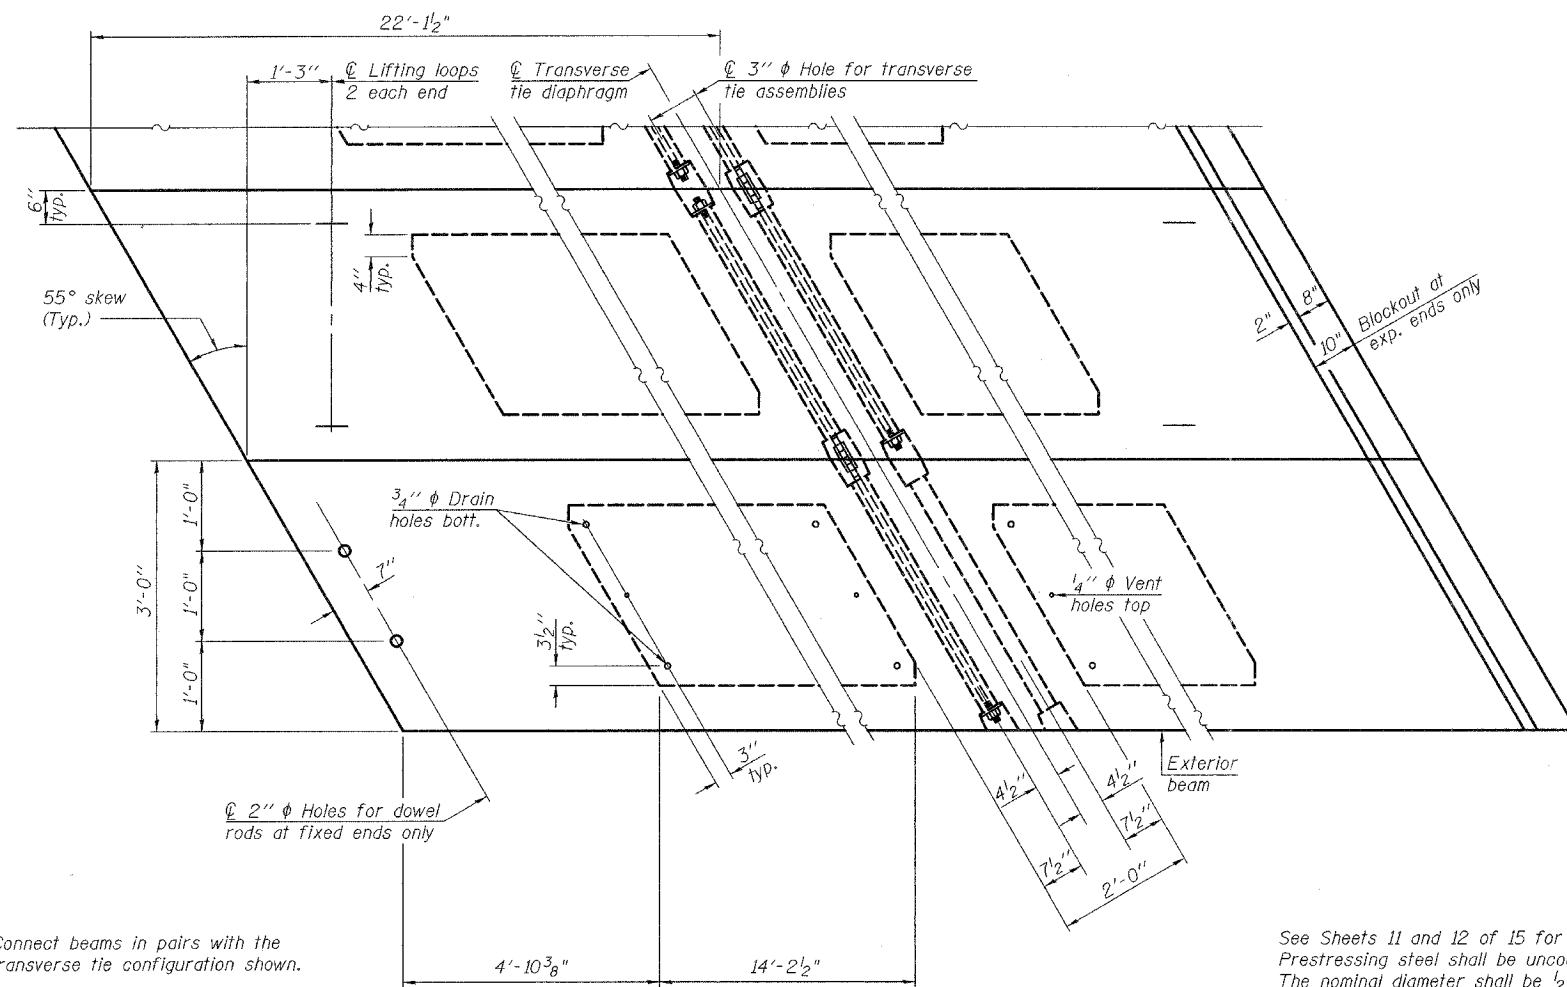 22'-1½"
1'-3"
℄ Lifting loops
2 each end
℄ Transverse
tie diaphragm
℄ 3" ϕ Hole for transverse
tie assemblies
6"
typ.
4"
typ.
55° skew
(Typ.)
2"
8"
10"
Blockout at
exp. ends only
¾" ϕ Drain
holes bott.
1'-0"
1'-0"
1'-0"
3'-0"
7"
3½"
typ.
¼" ϕ Vent
holes top
3"
typ.
℄ 2" ϕ Holes for dowel
rods at fixed ends only
Exterior
beam
4½"
4½"
7½"
7½"
2'-0"
Connect beams in pairs with the
transverse tie configuration shown.
4'-10⅜"
14'-2½"
See Sheets 11 and 12 of 15 for
Prestressing steel shall be
The nominal diameter shall be